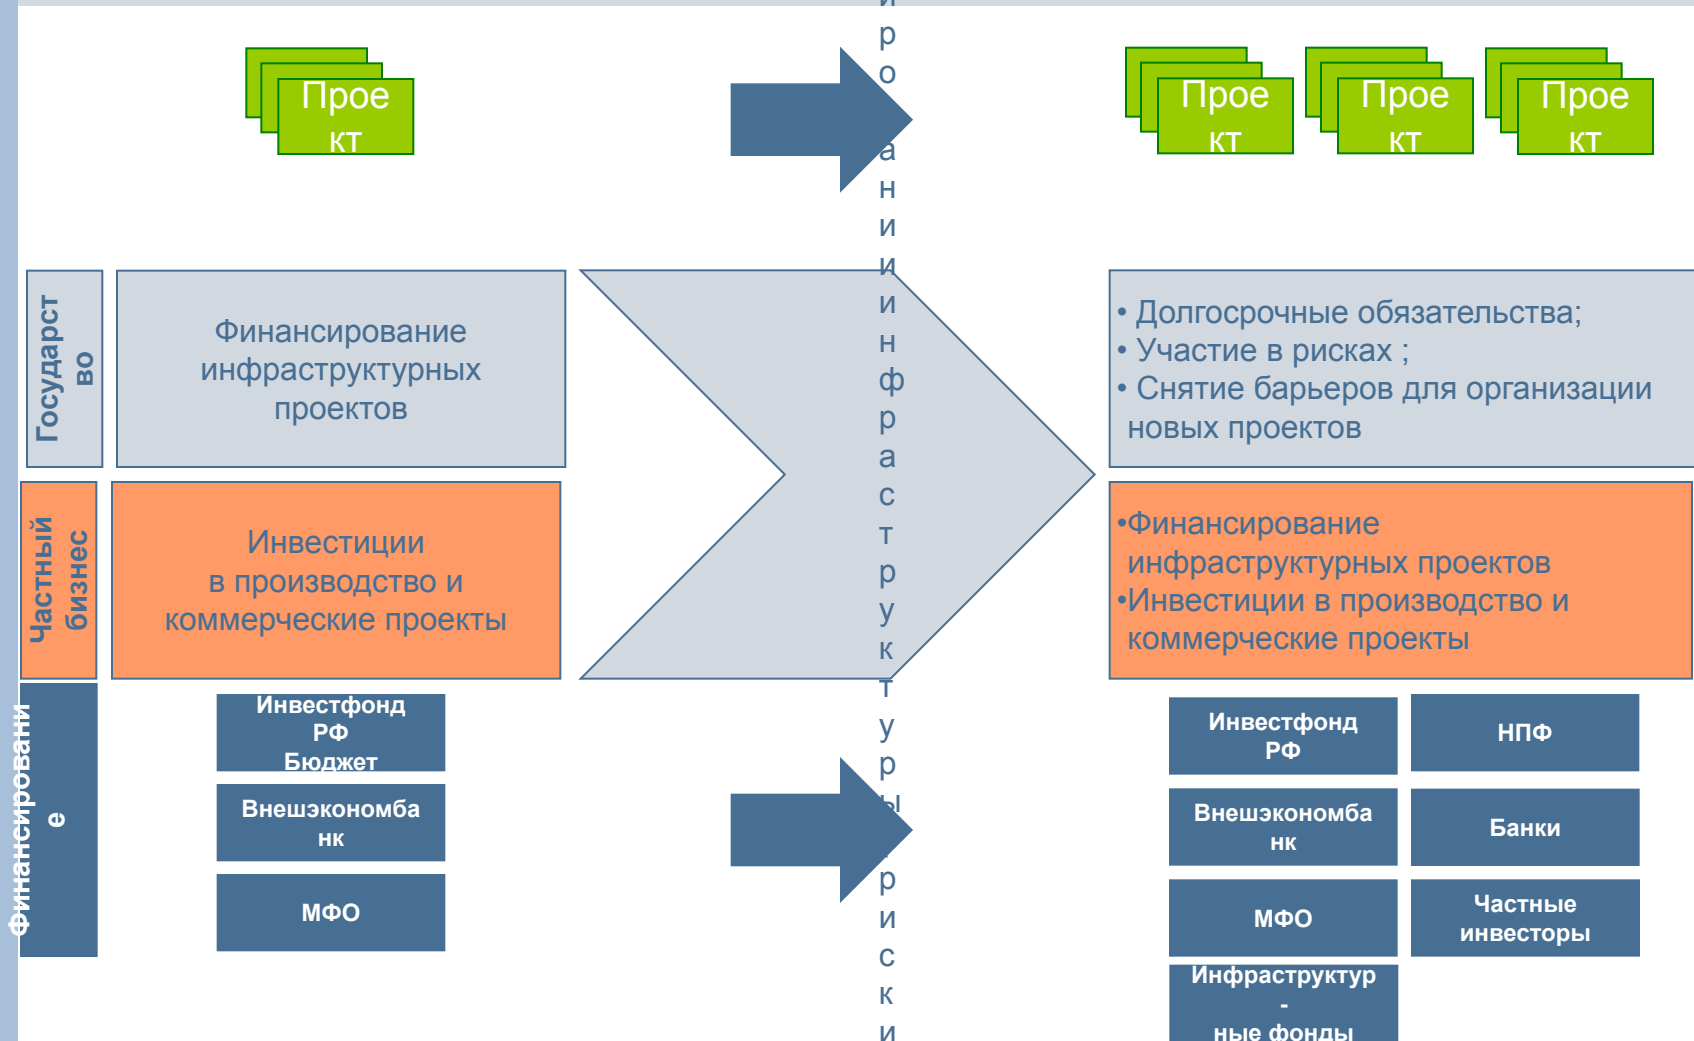 Прое
кт
Прое
кт
Прое
кт
Прое
кт
Государст
во
Финансирование
инфраструктурных
проектов
• Долгосрочные обязательства;
• Участие в рисках ;
• Снятие барьеров для организации
новых проектов
Частный
бизнес
Инвестиции
в производство и
коммерческие проекты
•Финансирование
инфраструктурных проектов
•Инвестиции в производство и
коммерческие проекты
Финансировани
е
Инвестфонд
РФ
Бюджет
Внешэкономба
нк
МФО
Инвестфонд
РФ
НПФ
Внешэкономба
нк
Банки
МФО
Частные
инвесторы
Инфраструктур
-
ные фонды
р
о
а
н
и
и
и
н
ф
р
а
с
т
р
у
к
т
у
р
ы
р
и
с
к
и